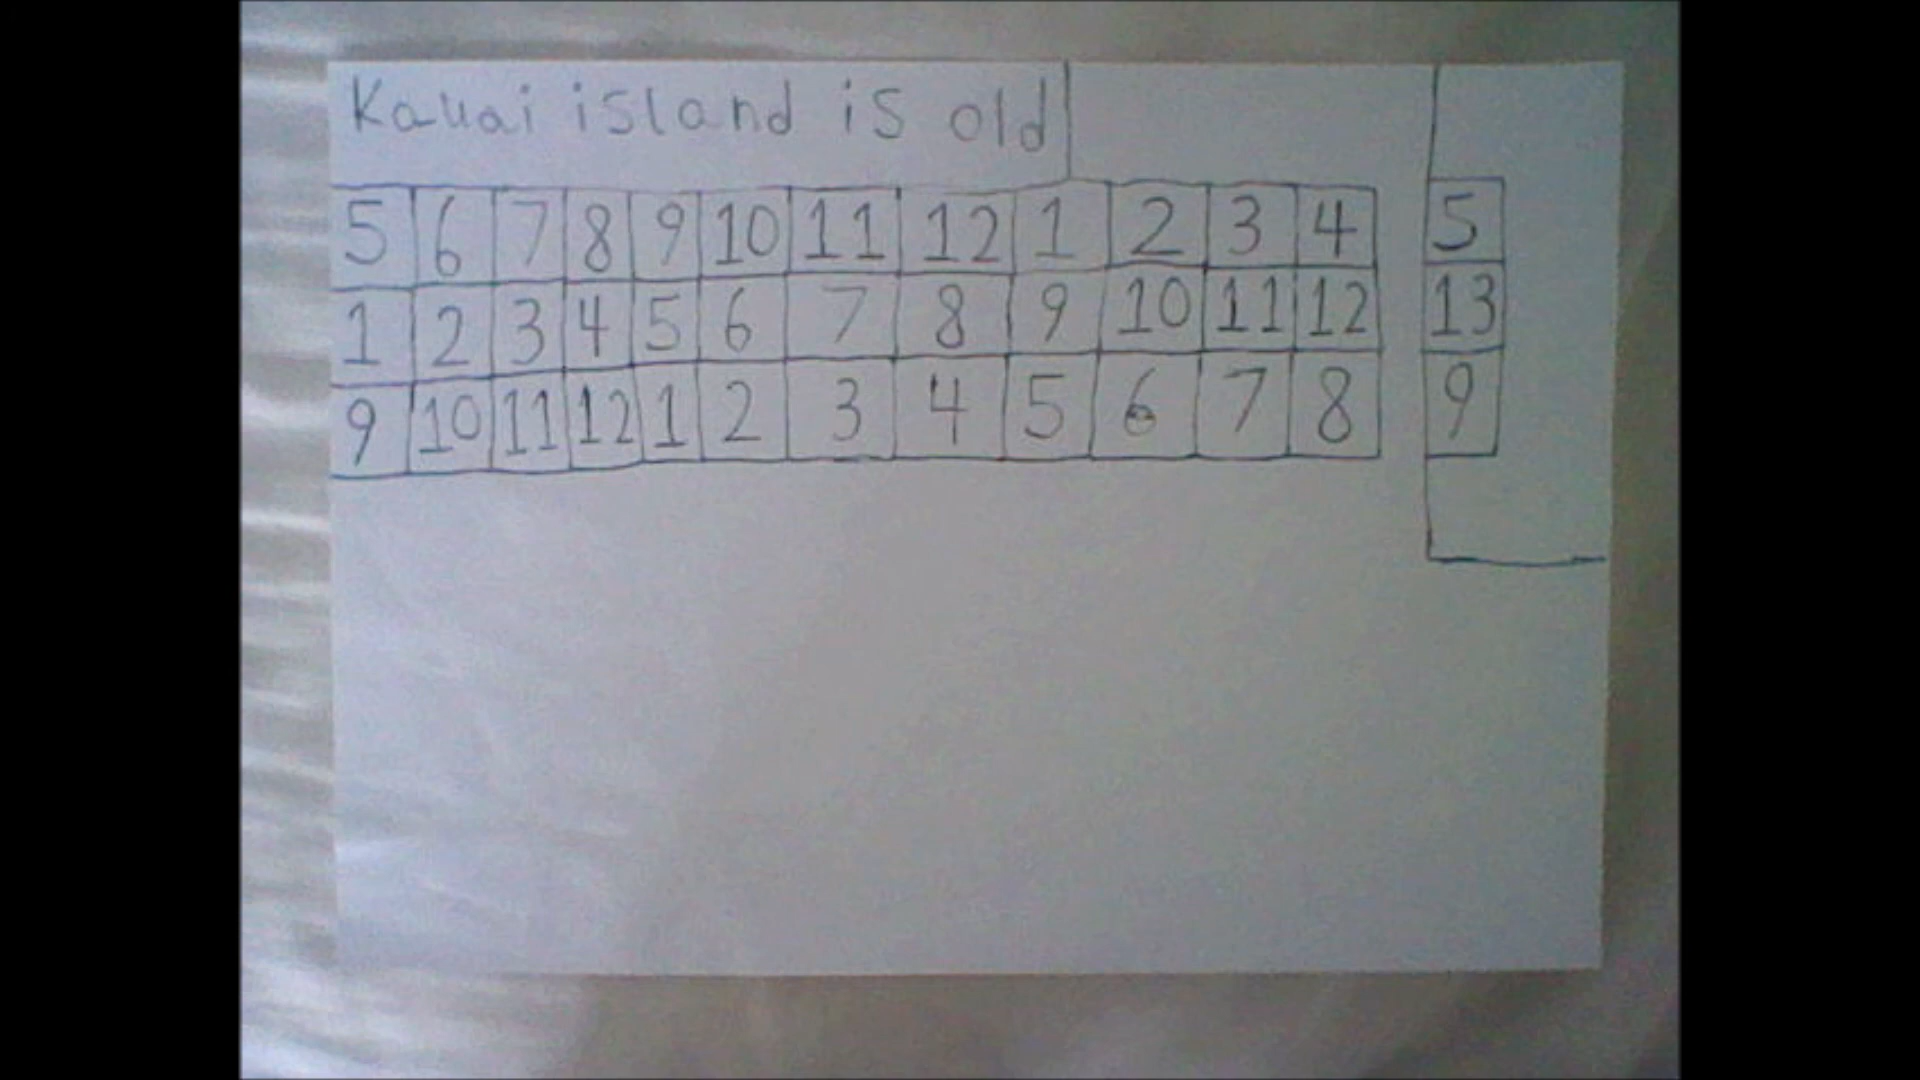 Kauai island is old
5 6 7 8 9 10 11 12 1 2 3 4 5
1 2 3 4 5 6 7 8 9 10 11 12 13
9 10 11 12 1 2 3 4 5 6 7 8 9